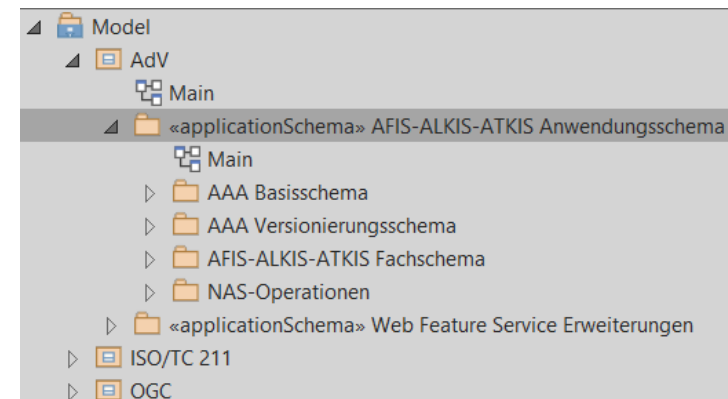 Model
AdV
Main
«applicationSchema» AFIS-ALKIS-ATKIS Anwendungsschema
Main
AAA Basisschema
AAA Versionierungsschema
AFIS-ALKIS-ATKIS Fachschema
NAS-Operationen
«applicationSchema» Web Feature Service Erweiterungen
ISO/TC 211
OGC